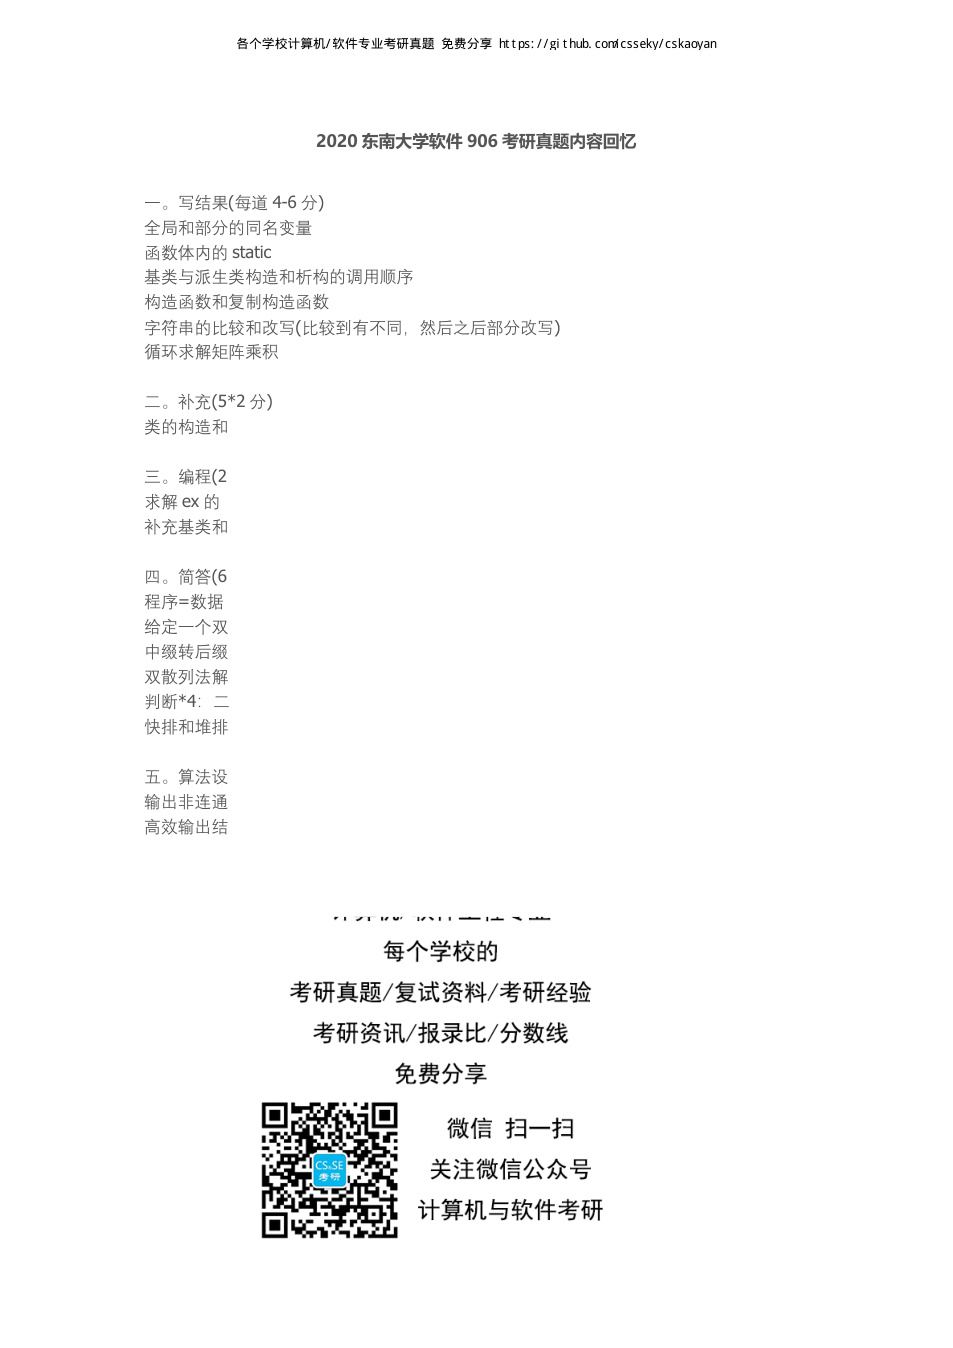 各个学校计算机/软件专业考研真题 免费分享 https://github.com/csseky/cskaoyan
2020 东南大学软件 906 考研真题内容回忆
一。写结果(每道 4-6 分)
全局和部分的同名变量
函数体内的 static
基类与派生类构造和析构的调用顺序
构造函数和复制构造函数
字符串的比较和改写(比较到有不同，然后之后部分改写)
循环求解矩阵乘积
二。补充(5*2 分)
类的构造和
三。编程(2
求解 ex 的
补充基类和
四。简答(6
程序=数据
给定一个双
中缀转后缀
双散列法解
判断*4：二
快排和堆排
五。算法设
输出非连通
高效输出结
每个学校的
考研真题/复试资料/考研经验
考研资讯/报录比/分数线
免费分享
微信 扫一扫
关注微信公众号
计算机与软件考研
CS&SE
考研